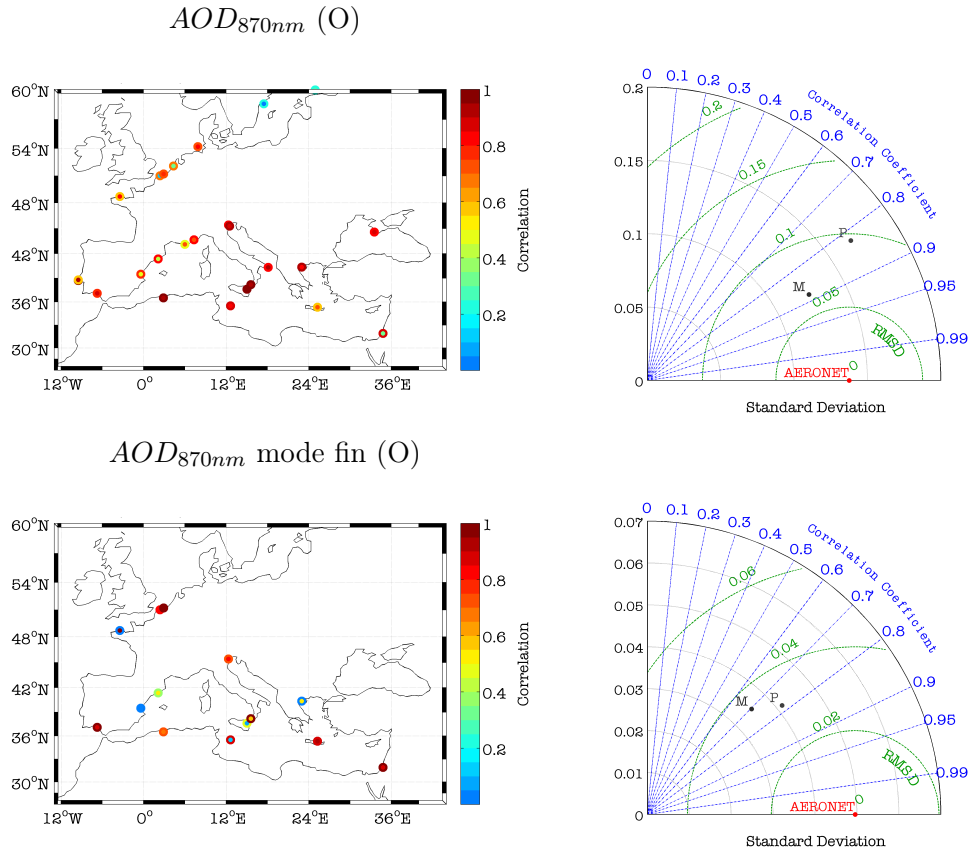 AOD870nm (O)
60°N
54°N
48°N
42°N
36°N
30°N
12°W
0°
12°E
24°E
36°E
1
0.8
0.6
0.4
0.2
Correlation
0.2
0.15
0.1
0.05
0
0
0.1
0.2
0.3
0.4
0.5
0.6
0.7
0.8
0.9
0.95
0.99
Correlation Coefficient
0.2
0.15
0.1
0.05
0
RMSD
P
M
AERONET
Standard Deviation
AOD870nm mode fin (O)
60°N
54°N
48°N
42°N
36°N
30°N
12°W
0°
12°E
24°E
36°E
1
0.8
0.6
0.4
0.2
Correlation
0.07
0.06
0.05
0.04
0.03
0.02
0.01
0
0
0.1
0.2
0.3
0.4
0.5
0.6
0.7
0.8
0.9
0.95
0.99
Correlation Coefficient
0.06
0.04
0.02
0
RMSD
M
P
AERONET
Standard Deviation